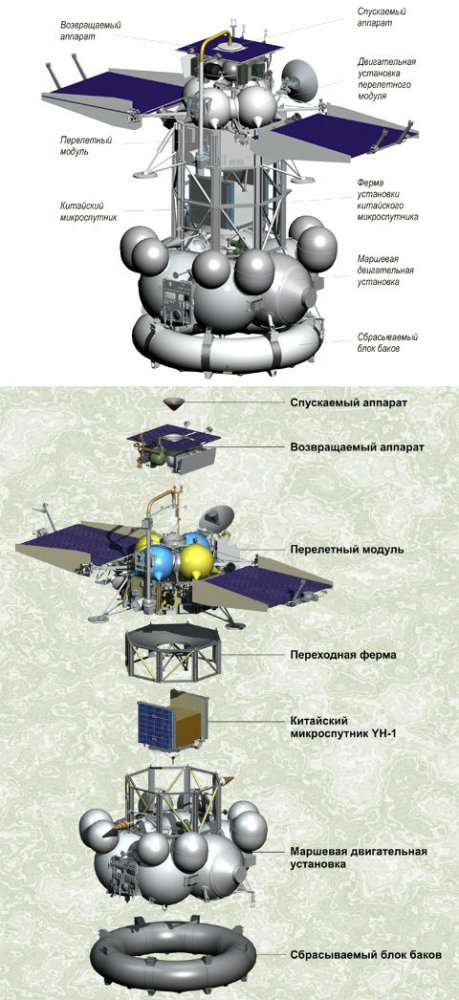 Возвращаемый
аппарат
Спускаемый
аппарат
Двигательная
установка
перелетного
модуля
Перелетный
модуль
Китайский
микроспутник
Ферма
установки
китайского
микроспутника
Маршевая
двигательная
установка
Сбрасываемый
блок баков
Спускаемый аппарат
Возвращаемый аппарат
Перелетный модуль
Переходная ферма
Китайский
микроспутник YH-1
Маршевая двигательная
установка
Сбрасываемый блок баков